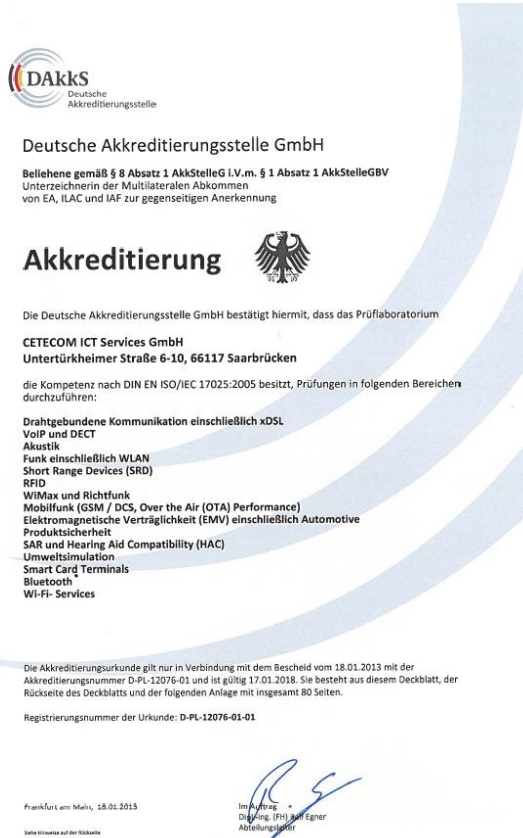 DAkkS
Deutsche
Akkreditierungsstelle
Deutsche Akkreditierungsstelle GmbH
Beliehene gemäß § 8 Absatz 1 AkkStelleG i.V.m. § 1 Absatz 1 AkkStelleGBV
Unterzeichnerin der Multilateralen Abkommen
von EA, ILAC und IAF zur gegenseitigen Anerkennung
Akkreditierung
Die Deutsche Akkreditierungsstelle GmbH bestätigt hiermit, dass das Prüflaboratorium
CETECOM ICT Services GmbH
Untertürkheimer Straße 6-10, 66117 Saarbrücken
die Kompetenz nach DIN EN ISO/IEC 17025:2005 besitzt, Prüfungen in folgenden Bereichen
durchzuführen:
Drahtgebundene Kommunikation einschließlich xDSL
VoIP und DECT
Akustik
Funk einschließlich WLAN
Short Range Devices (SRD)
RFID
WiMax und Richtfunk
Mobilfunk (GSM / DCS, Over the Air (OTA) Performance)
Elektromagnetische Verträglichkeit (EMV) einschließlich Automotive
Produktsicherheit
SAR und Hearing Aid Compatibility (HAC)
Umweltsimulation
Smart Card Terminals
Bluetooth
Wi-Fi- Services
Die Akkreditierungsurkunde gilt nur in Verbindung mit dem Bescheid vom 18.01.2013 mit der
Akkreditierungsnummer D-PL-12076-01 und ist gültig 17.01.2018. Sie besteht aus diesem Deckblatt, der
Rückseite des Deckblatts und der folgenden Anlage mit insgesamt 80 Seiten.
Registrierungsnummer der Urkunde: D-PL-12076-01-01
Frankfurt am Main, 18.01.2013
Im Auftrag
Dipl.-Ing. (FH) Egner
Abteilungsleiter
Siehe Hinweise auf der Rückseite